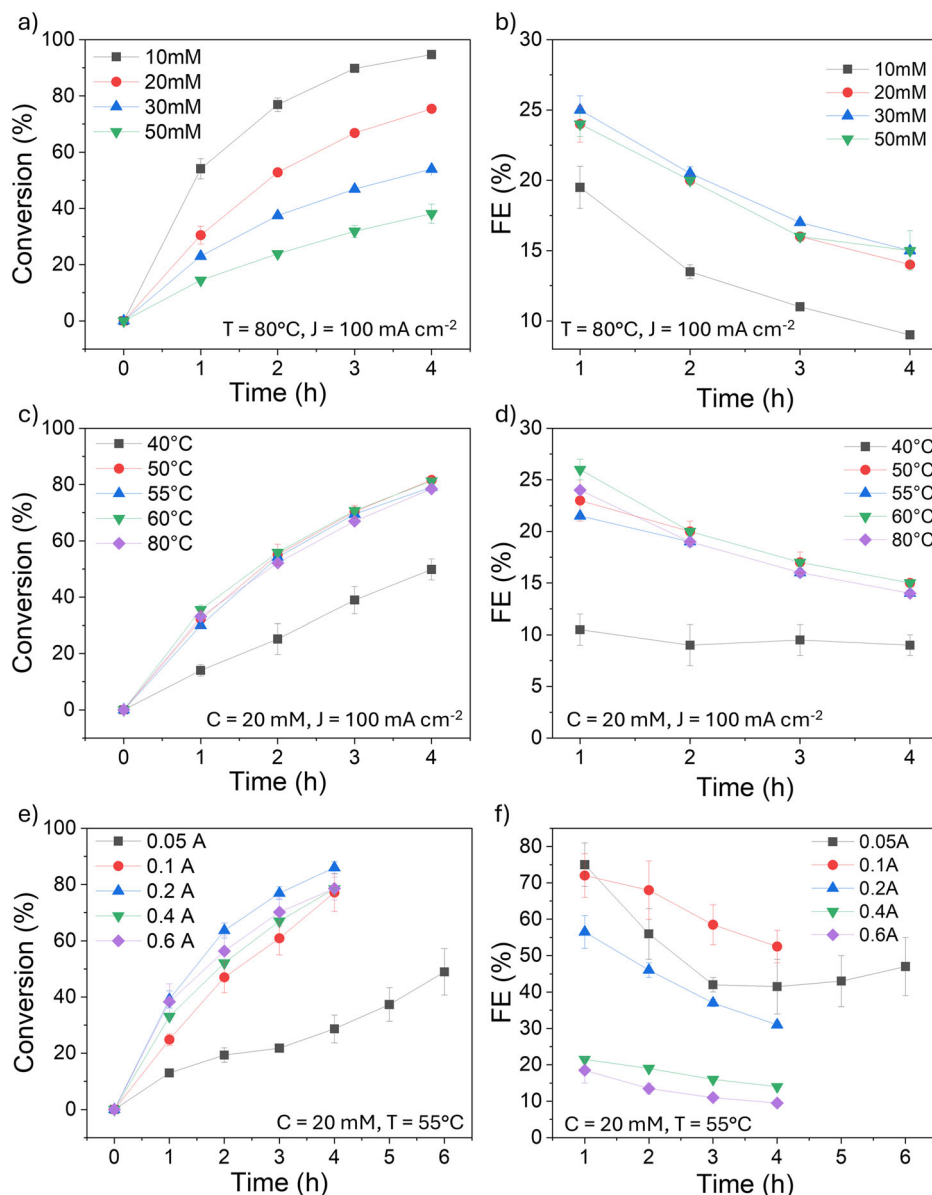 a)
100
80
60
40
20
0
Conversion (%)
10mM
20mM
30mM
50mM
T = 80ºC, J = 100 mA cm-2
0 1 2 3 4
Time (h)
b)
30
25
20
15
10
FE (%)
10mM
20mM
30mM
50mM
T = 80ºC, J = 100 mA cm-2
1 2 3 4
Time (h)
c)
100
80
60
40
20
0
Conversion (%)
40°C
50°C
55°C
60°C
80°C
C = 20 mM, J = 100 mA cm-2
0 1 2 3 4
Time (h)
d)
30
25
20
15
10
5
0
FE (%)
40°C
50°C
55°C
60°C
80°C
C = 20 mM, J = 100 mA cm-2
1 2 3 4
Time (h)
e)
100
80
60
40
20
0
Conversion (%)
0.05 A
0.1 A
0.2 A
0.4 A
0.6 A
C = 20 mM, T = 55ºC
0 1 2 3 4 5 6
Time (h)
f)
80
70
60
50
40
30
20
10
0
FE (%)
0.05A
0.1A
0.2A
0.4A
0.6A
C = 20 mM, T = 55ºC
1 2 3 4 5 6
Time (h)